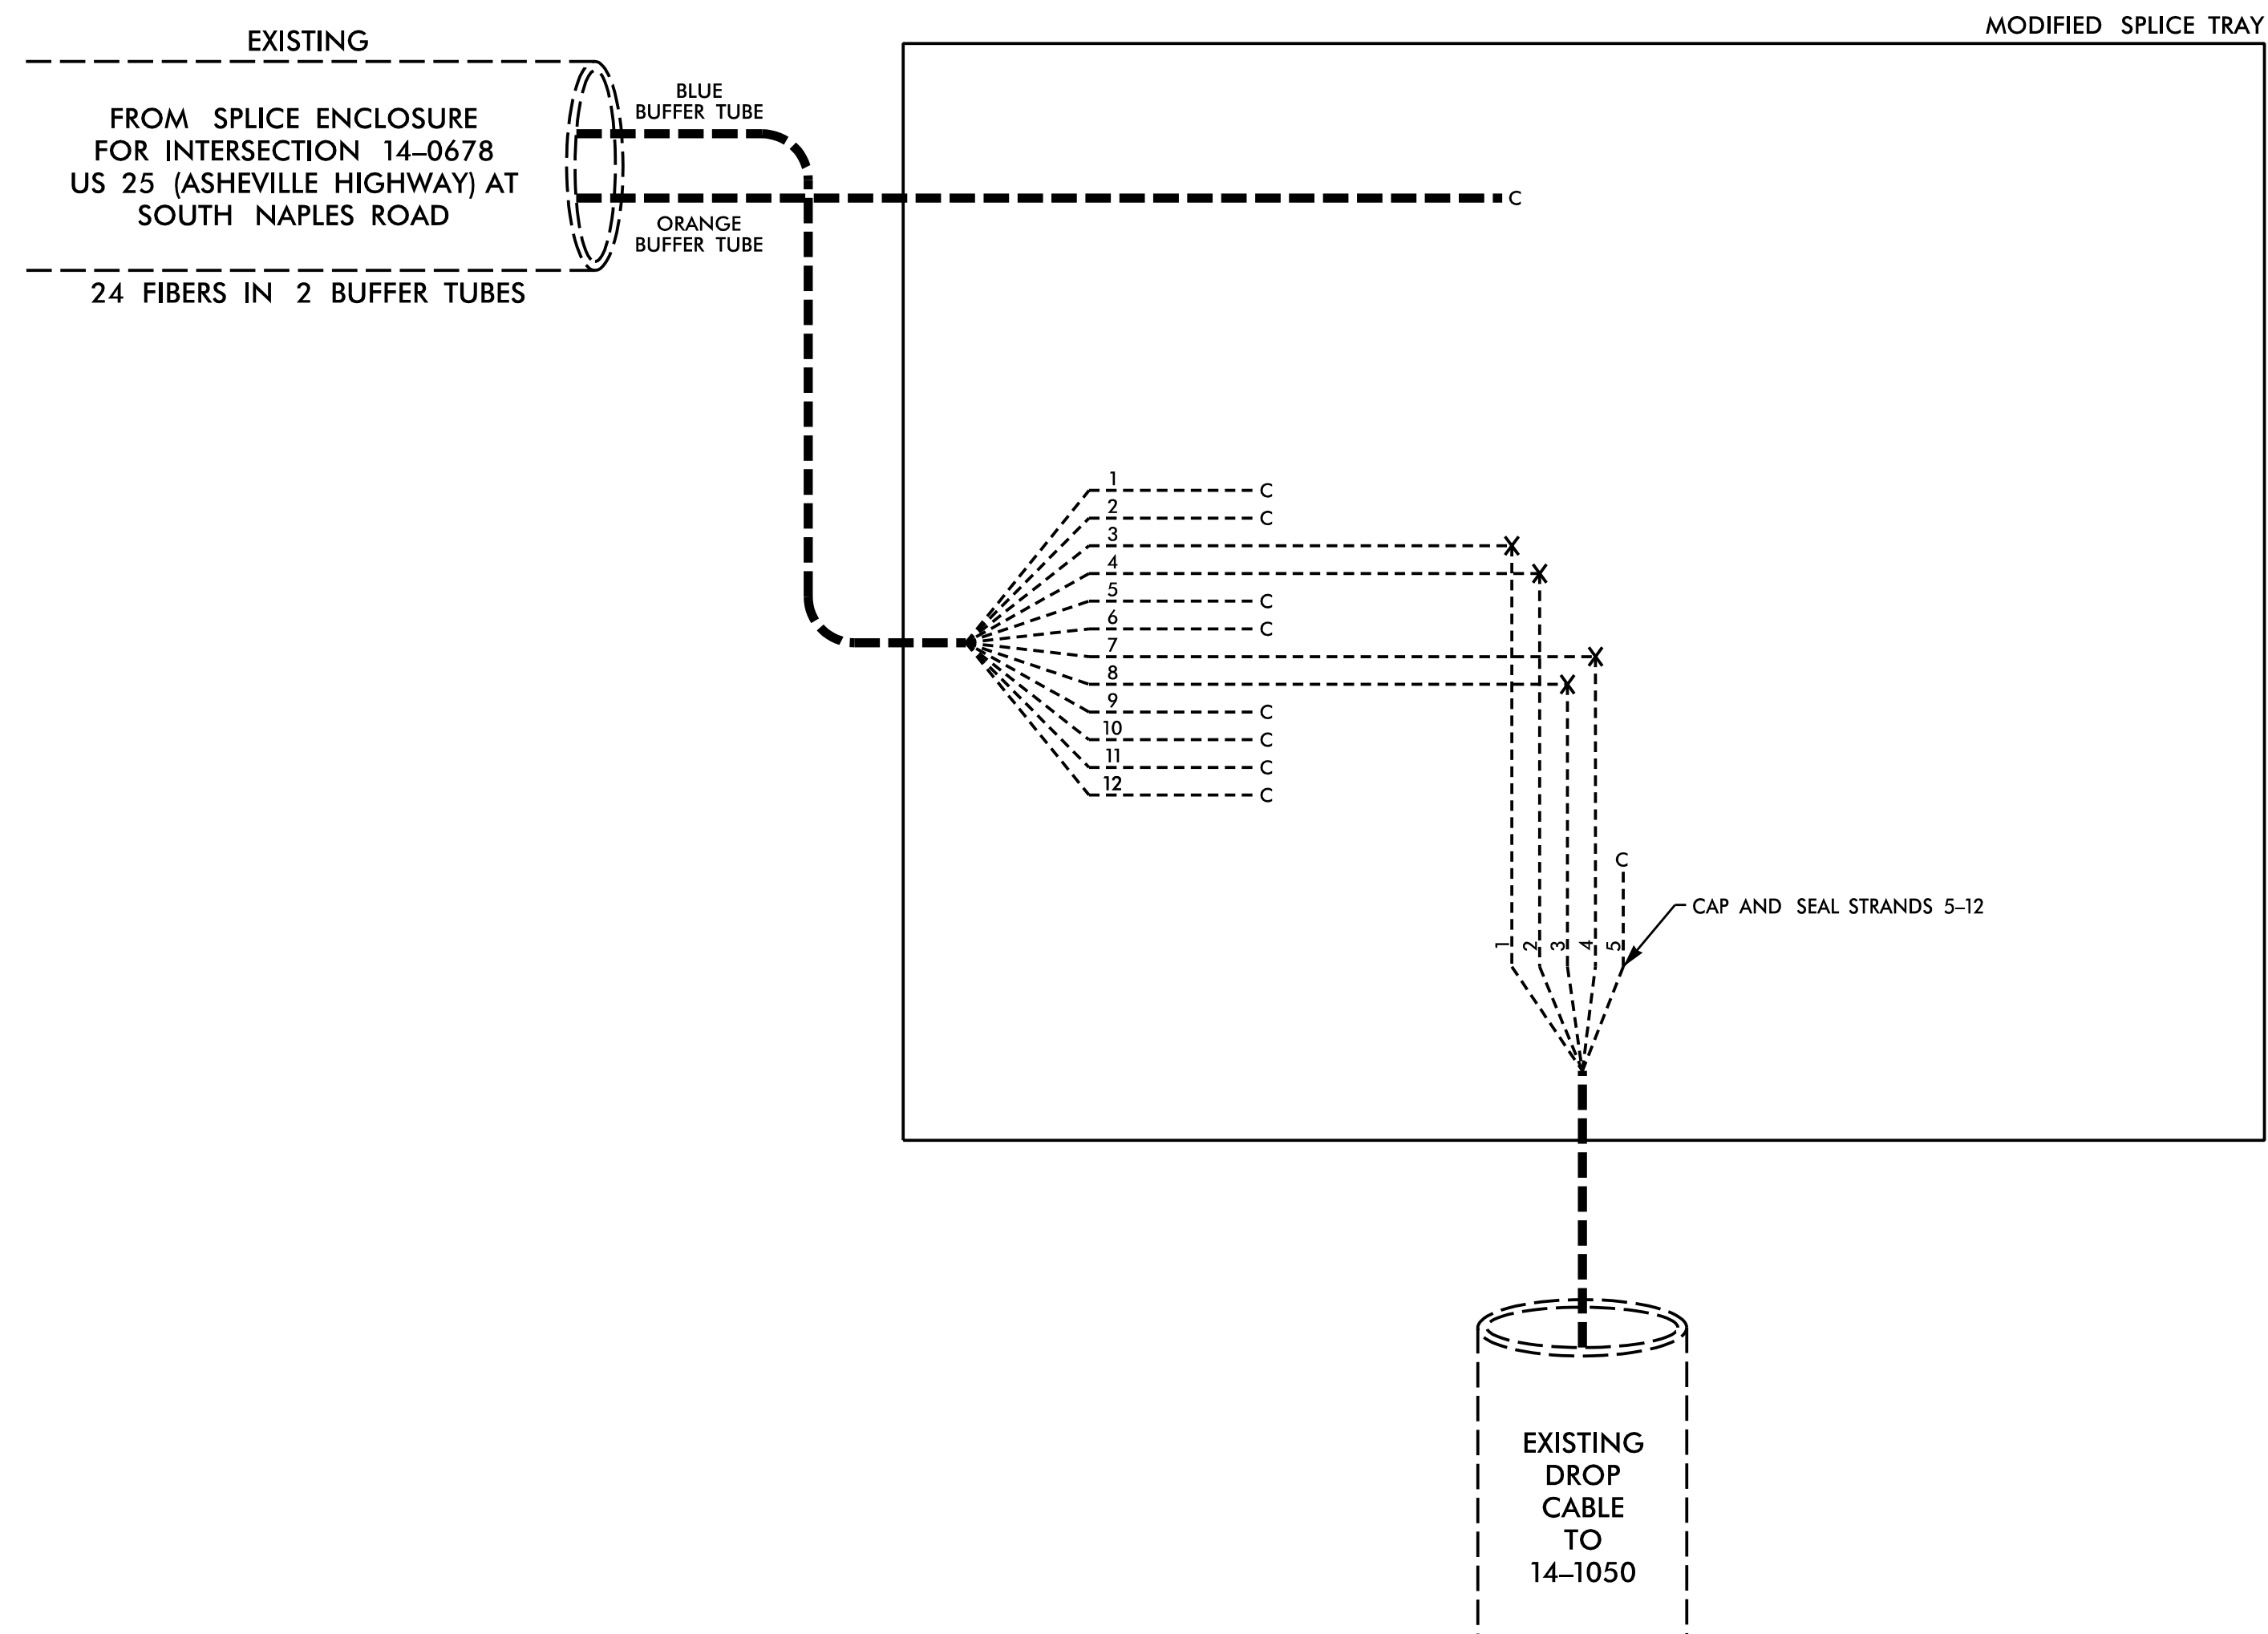 MODIFIED SPLICE TRAY
EXISTING
FROM SPLICE ENCLOSURE
FOR INTERSECTION 14-0678
US 25 (ASHEVILLE HIGHWAY) AT
SOUTH NAPLES ROAD
24 FIBERS IN 2 BUFFER TUBES
BLUE
BUFFER TUBE
C
ORANGE
BUFFER TUBE
1 C
2 C
3 X
4 X
5 C
6 C
7 X
8 X
9 C
10 C
11 C
12 C
C
CAP AND SEAL STRANDS 5-12
1 2 3 4 5
EXISTING
DROP
CABLE
TO
14-1050